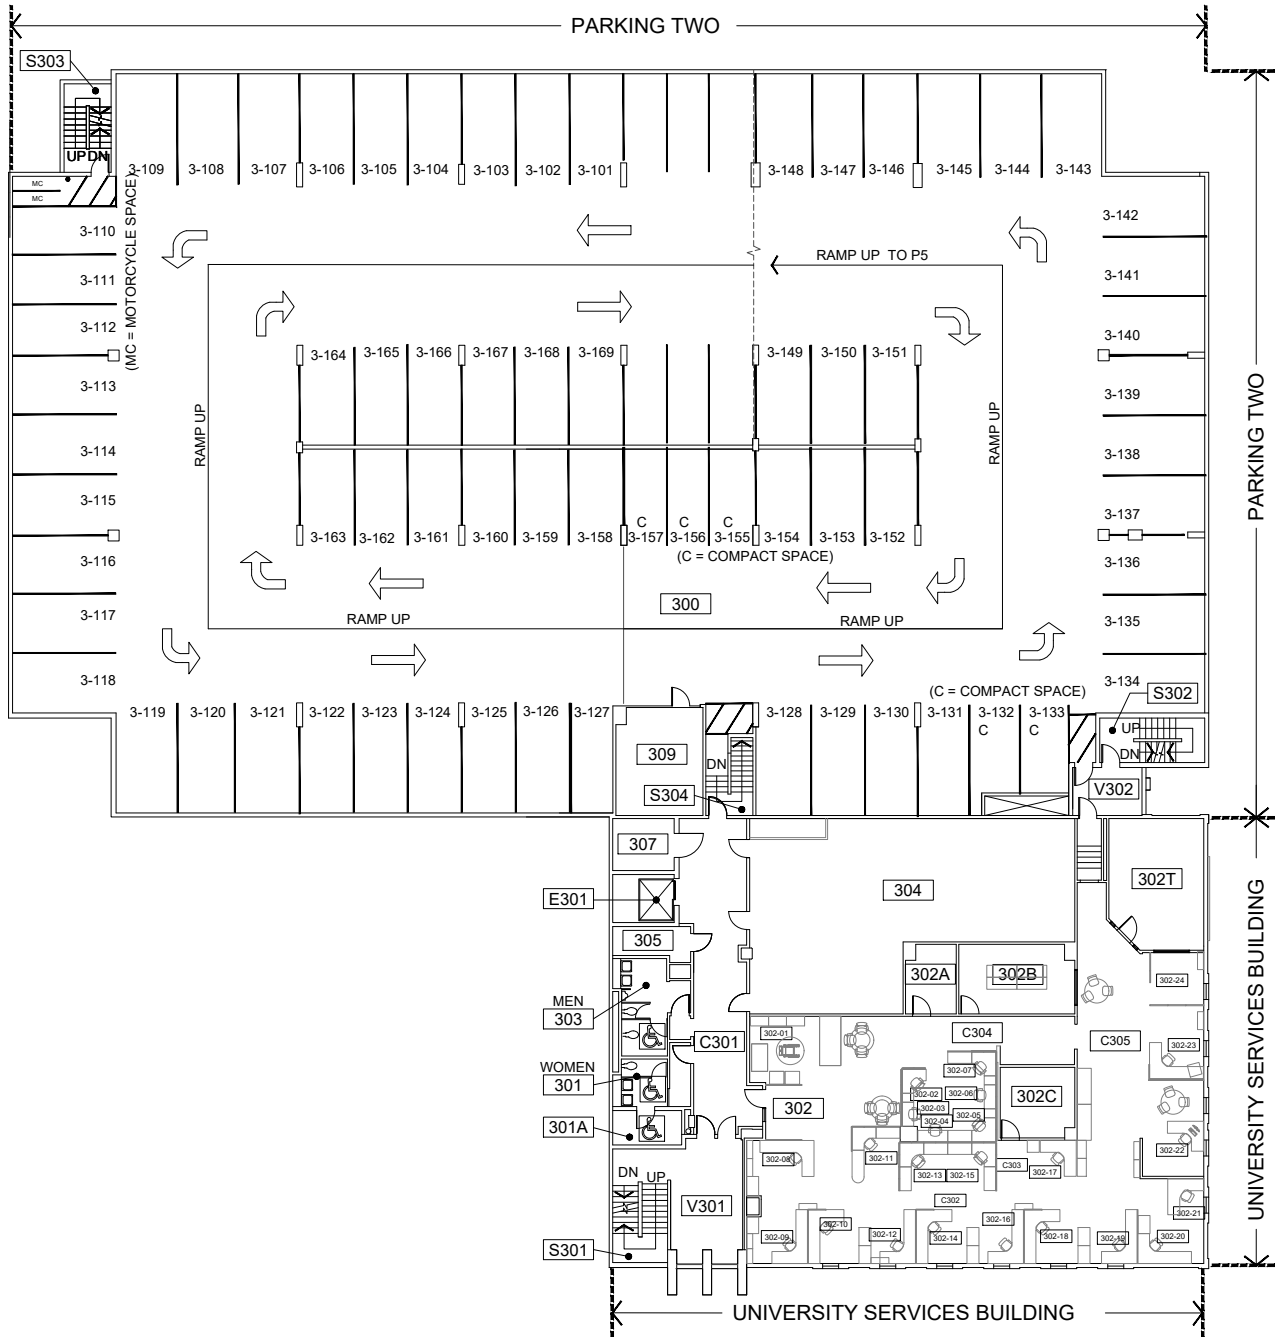 PARKING TWO
S303
UP DN
3-109 3-108 3-107 3-106 3-105 3-104 3-103 3-102 3-101 3-148 3-147 3-146 3-145 3-144 3-143
MC
MC
(MC = MOTORCYCLE SPACE)
3-110
3-111
3-112
3-113
3-114
3-115
3-116
3-117
3-118
3-142
3-141
3-140
3-139
3-138
3-137
3-136
3-135
3-134
RAMP UP TO P5
RAMP UP
RAMP UP
3-164 3-165 3-166 3-167 3-168 3-169 3-149 3-150 3-151
C C C
3-163 3-162 3-161 3-160 3-159 3-158 3-157 3-156 3-155 3-154 3-153 3-152
(C = COMPACT SPACE)
300
RAMP UP
RAMP UP
PARKING TWO
(C = COMPACT SPACE)
S302
3-119 3-120 3-121 3-122 3-123 3-124 3-125 3-126 3-127 3-128 3-129 3-130 3-131 3-132 3-133
C C
UP
DN
309
DN
S304
V302
307
304
302T
E301
305
302A
302B
302-24
MEN
303
C301
C304
C305
302-01
302-23
WOMEN
301
302-07
302-02
302-06
302-03
302-05
302-04
302
302C
301A
302-08
302-11
302-13
302-15
C303
302-17
302-22
DN
UP
V301
C302
302-21
302-16
302-10
302-09
302-12
302-14
302-18
302-19
302-20
S301
UNIVERSITY SERVICES BUILDING
UNIVERSITY SERVICES BUILDING